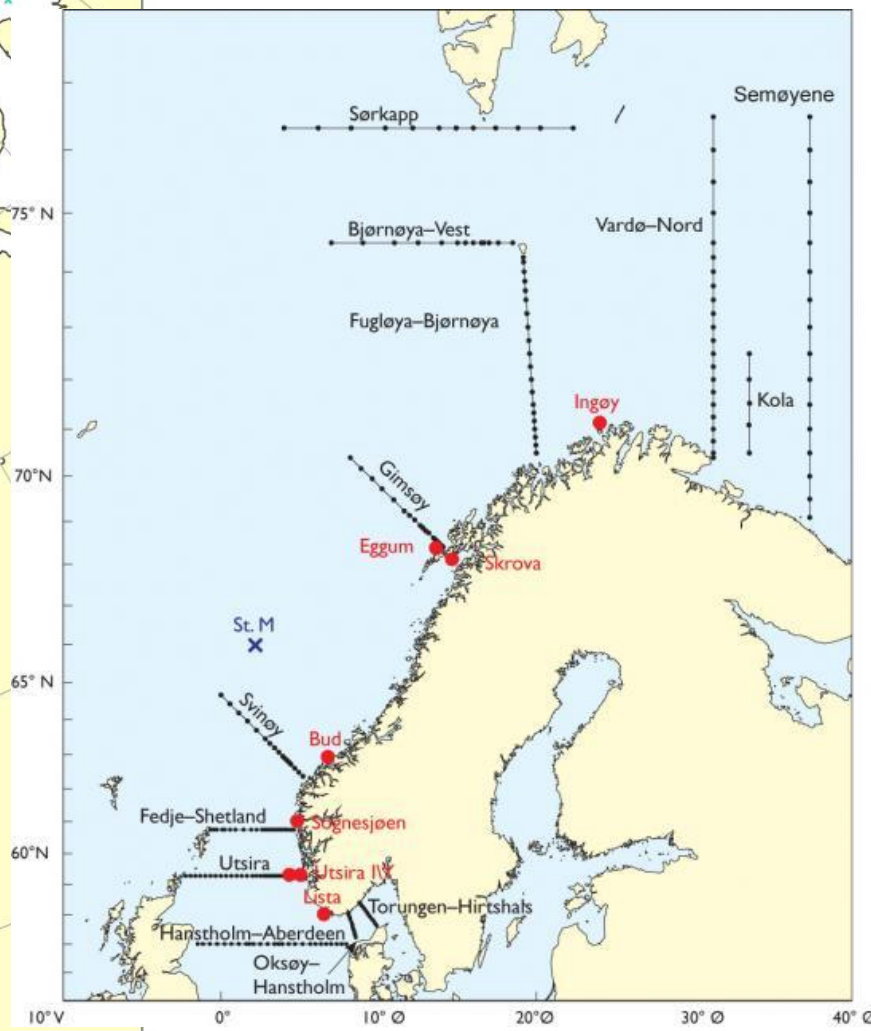 Semøyene
Sørkapp
75° N
Bjørnøya–Vest
Vardø–Nord
Fugløya–Bjørnøya
Ingøy
Kola
70°N
Gimsøy
Eggum
Skrova
St. M
65° N
Svinøy
Bud
Fedje–Shetland
Sognesjøen
60°N
Utsira
Utsira I\Y
Lista
Torungen–Hirtshals
Hanstholm–Aberdeen
Oksøy–
Hanstholm
10°V 0° 10° Ø 20°Ø 30° Ø 40° Ø